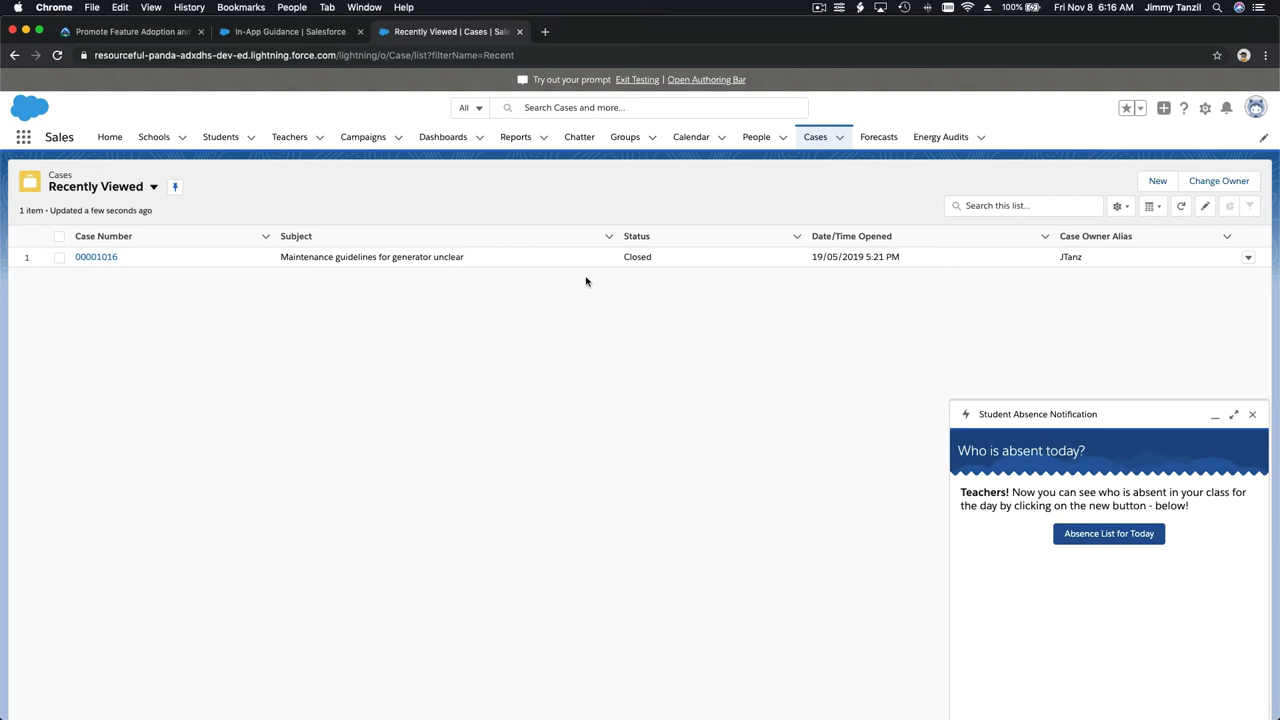 Chrome File Edit View History Bookmarks People Tab Window Help 100% Fri Nov 8 6:16 AM Jimmy Tanzil
Promote Feature Adoption and In-App Guidance | Salesforce Recently Viewed | Cases | Sal
resourceful-panda-adxdhs-dev-ed.lightning.force.com/lightning/o/Case/list?filterName=Recent
Try out your prompt Exit Testing | Open Authoring Bar
All Search Cases and more...
Sales Home Schools Students Teachers Campaigns Dashboards Reports Chatter Groups Calendar People Cases Forecasts Energy Audits
Cases
Recently Viewed
New Change Owner
1 item • Updated a few seconds ago
Search this list...
Case Number Subject Status Date/Time Opened Case Owner Alias
1 00001016 Maintenance guidelines for generator unclear Closed 19/05/2019 5:21 PM JTanz
Student Absence Notification
Who is absent today?
Teachers! Now you can see who is absent in your class for
the day by clicking on the new button - below!
Absence List for Today